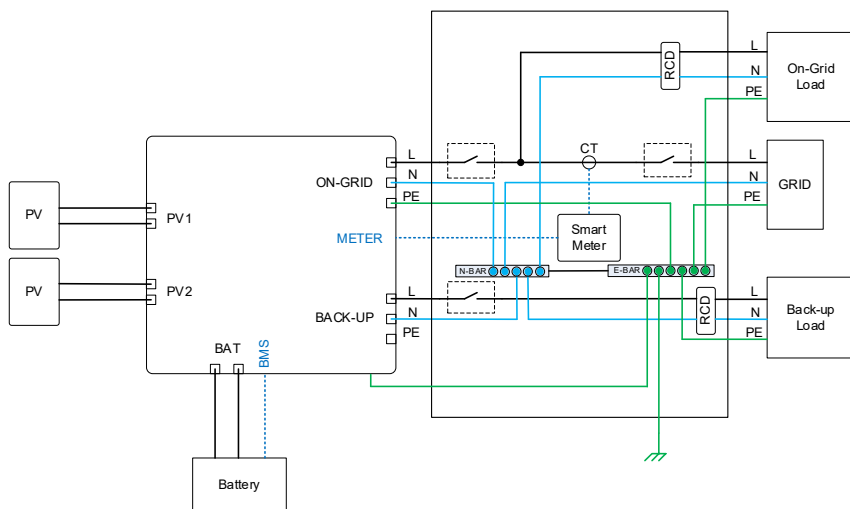 L
N
PE
RCD
On-Grid
Load
L
N
PE
ON-GRID
CT
L
N
PE
GRID
PV
PV1
METER
Smart
Meter
N-BAR
E-BAR
PV
PV2
L
N
PE
BACK-UP
RCD
L
N
PE
Back-up
Load
BAT
BMS
Battery